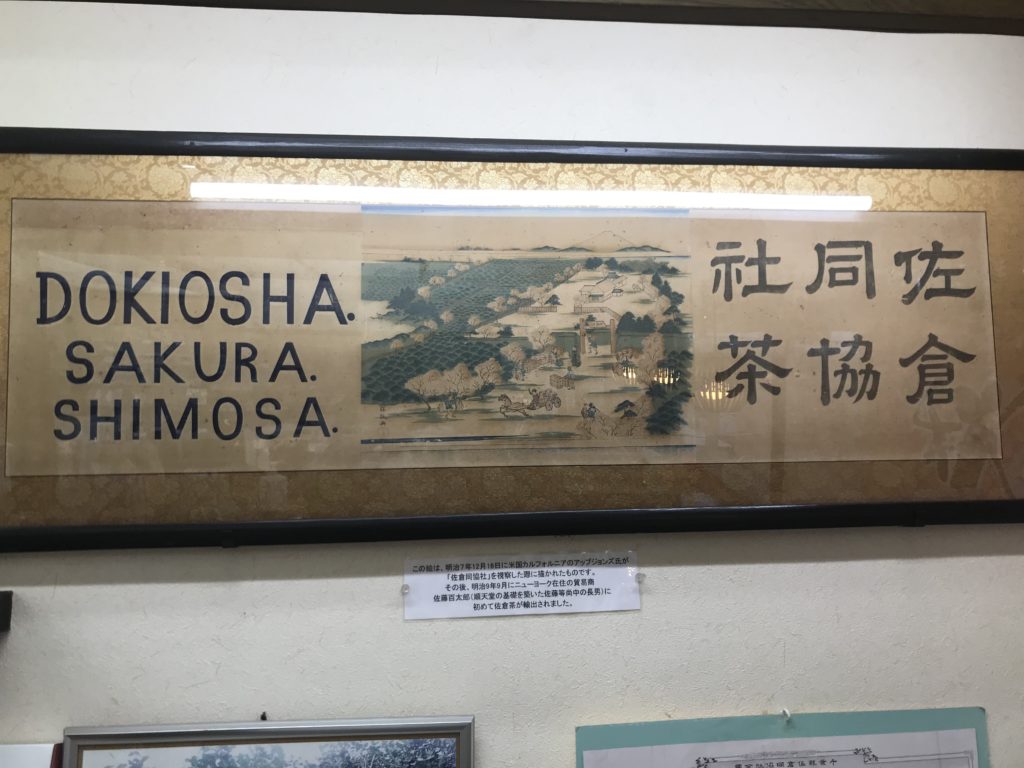 DOKIOSHA.
SAKURA.
SHIMOSA.
佐倉
同協
社茶
この絵は、明治7年12月18日に米国カルフォルニアのアップジョンズ氏が
「佐倉同協社」を視察した際に描かれたものです。
その後、明治9年9月にニューヨーク在住の貿易商
佐藤百太郎(順天堂の基礎を築いた佐藤等尚中の長男)に
初めて佐倉茶が輸出されました。